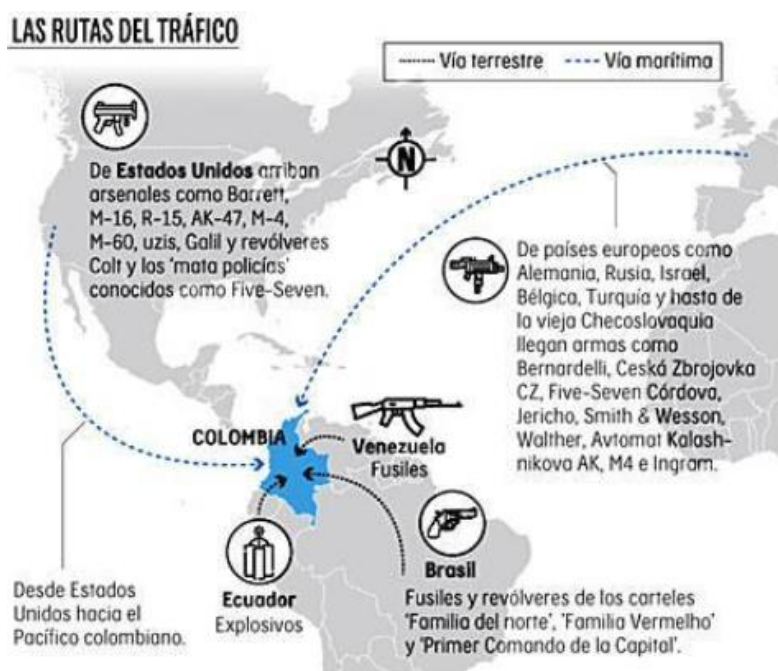 LAS RUTAS DEL TRÁFICO
Vía terrestre
Vía marítima
N
De Estados Unidos arriban
arsenales como Barrett,
M-16, R-15, AK-47, M-4,
M-60, uzis, Galil y revólveres
Colt y los 'mata policías'
conocidos como Five-Seven.
De países europeos como
Alemania, Rusia, Israel,
Bélgica, Turquía y hasta de
la vieja Checoslovaquia
llegan armas como
Bernardelli, Ceská Zbrojovka
CZ, Five-Seven Córdova,
Jericho, Smith & Wesson,
Walther, Avtomat Kalash-
nikova AK, M4 e Ingram.
COLOMBIA
Venezuela
Fusiles
Desde Estados
Unidos hacia el
Pacífico colombiano.
Ecuador
Explosivos
Brasil
Fusiles y revólveres de los carteles
'Familia del norte', 'Familia Vermelho'
y 'Primer Comando de la Capital'.